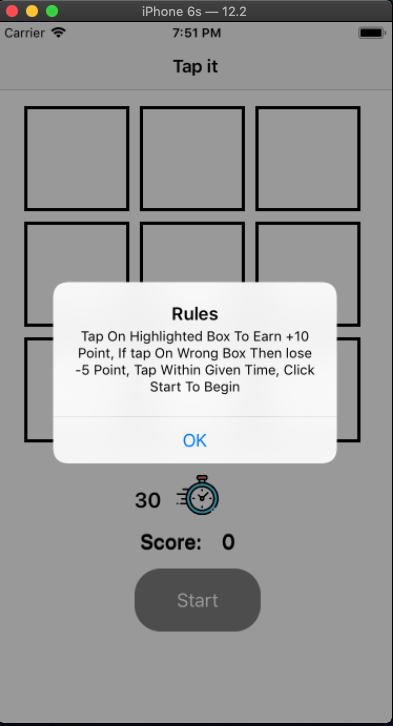 iPhone 6s — 12.2
Carrier 7:51 PM
Tap it
Rules
Tap On Highlighted Box To Earn +10
Point, If tap On Wrong Box Then lose
-5 Point, Tap Within Given Time, Click
Start To Begin
OK
30
Score: 0
Start